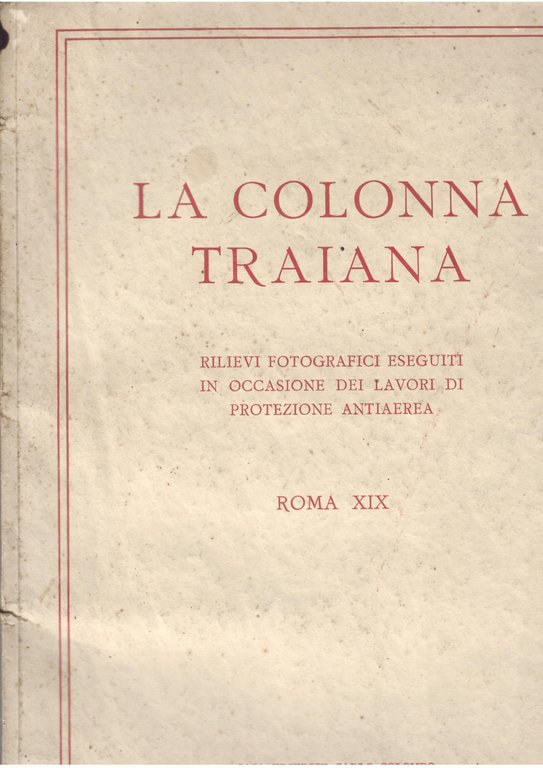 LA COLONNA
TRAIANA
RILIEVI FOTOGRAFICI ESEGUITI
IN OCCASIONE DEI LAVORI DI
PROTEZIONE ANTIAEREA
ROMA XIX